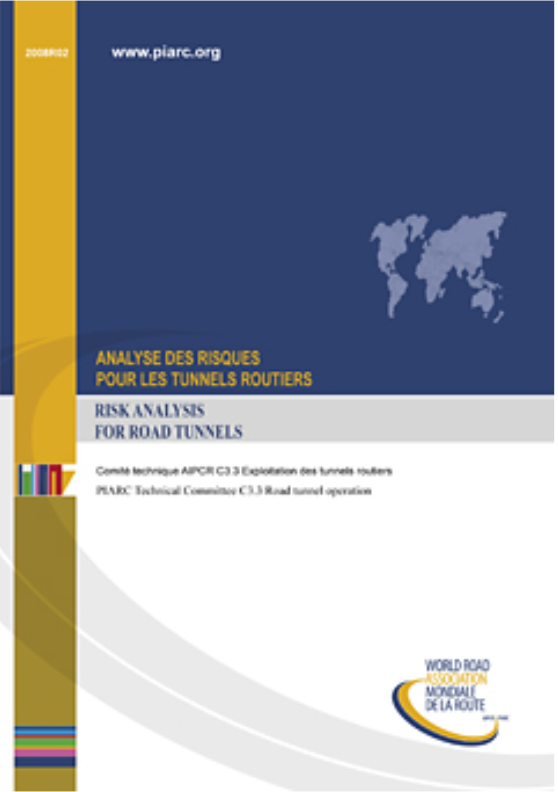 2008R02
www.piarc.org
ANALYSE DES RISQUES
POUR LES TUNNELS ROUTIERS
RISK ANALYSIS
FOR ROAD TUNNELS
Comité technique AIPCR C3.3 Exploitation des tunnels routiers
PIARC Technical Committee C3.3 Road tunnel operation
WORLD ROAD
ASSOCIATION
MONDIALE
DE LA ROUTE